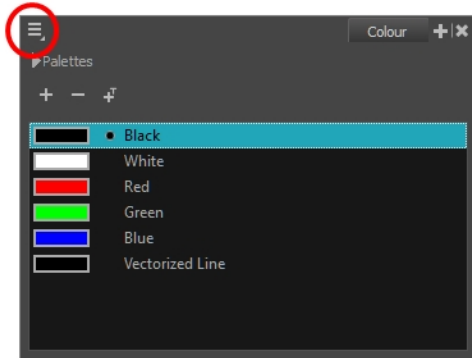 Colour
Palettes
Black
White
Red
Green
Blue
Vectorized Line